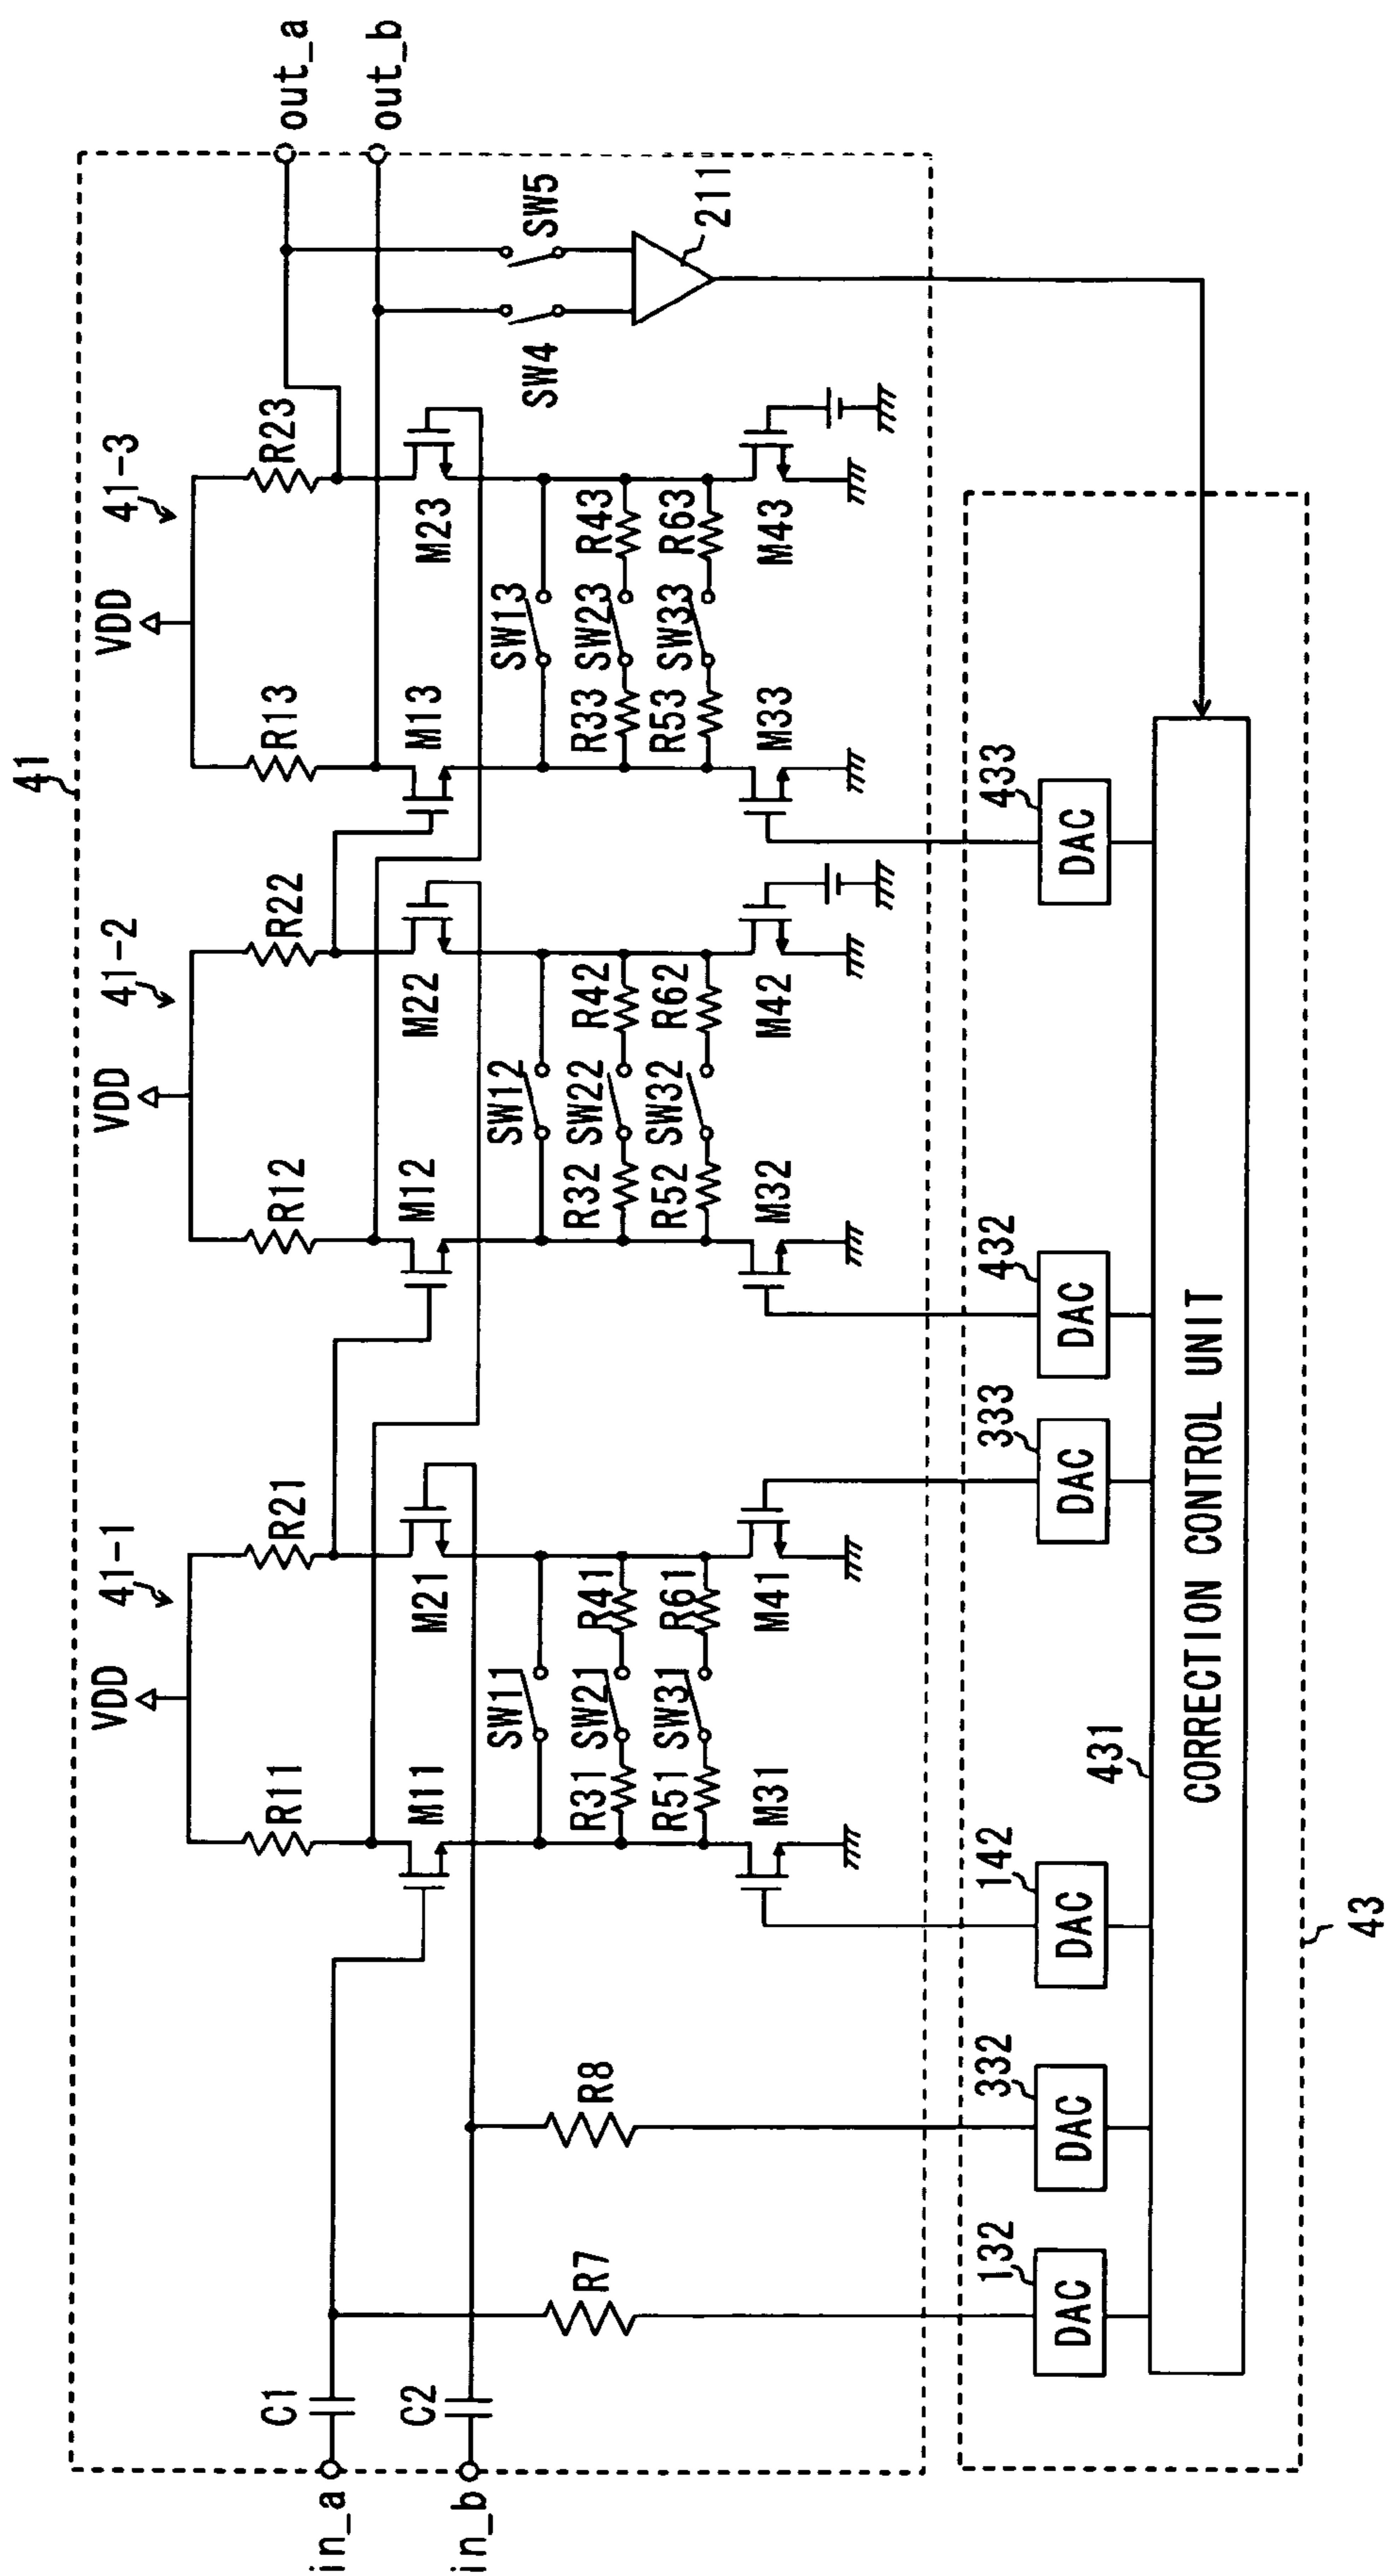 41
41-1
41-2
41-3
VDD
VDD
VDD
out_a
out_b
R11
R21
R12
R22
R13
R23
C1
in_a
C2
in_b
M11
M21
M12
M22
M13
M23
SW4
SW5
211
SW11
SW12
SW13
R7
R8
R31
SW21
R41
R32
SW22
R42
R33
SW23
R43
R51
SW31
R61
R52
SW32
R62
R53
SW33
R63
M31
M41
M32
M42
M33
M43
132
DAC
332
DAC
142
DAC
333
DAC
432
DAC
433
DAC
431
CORRECTION CONTROL UNIT
43